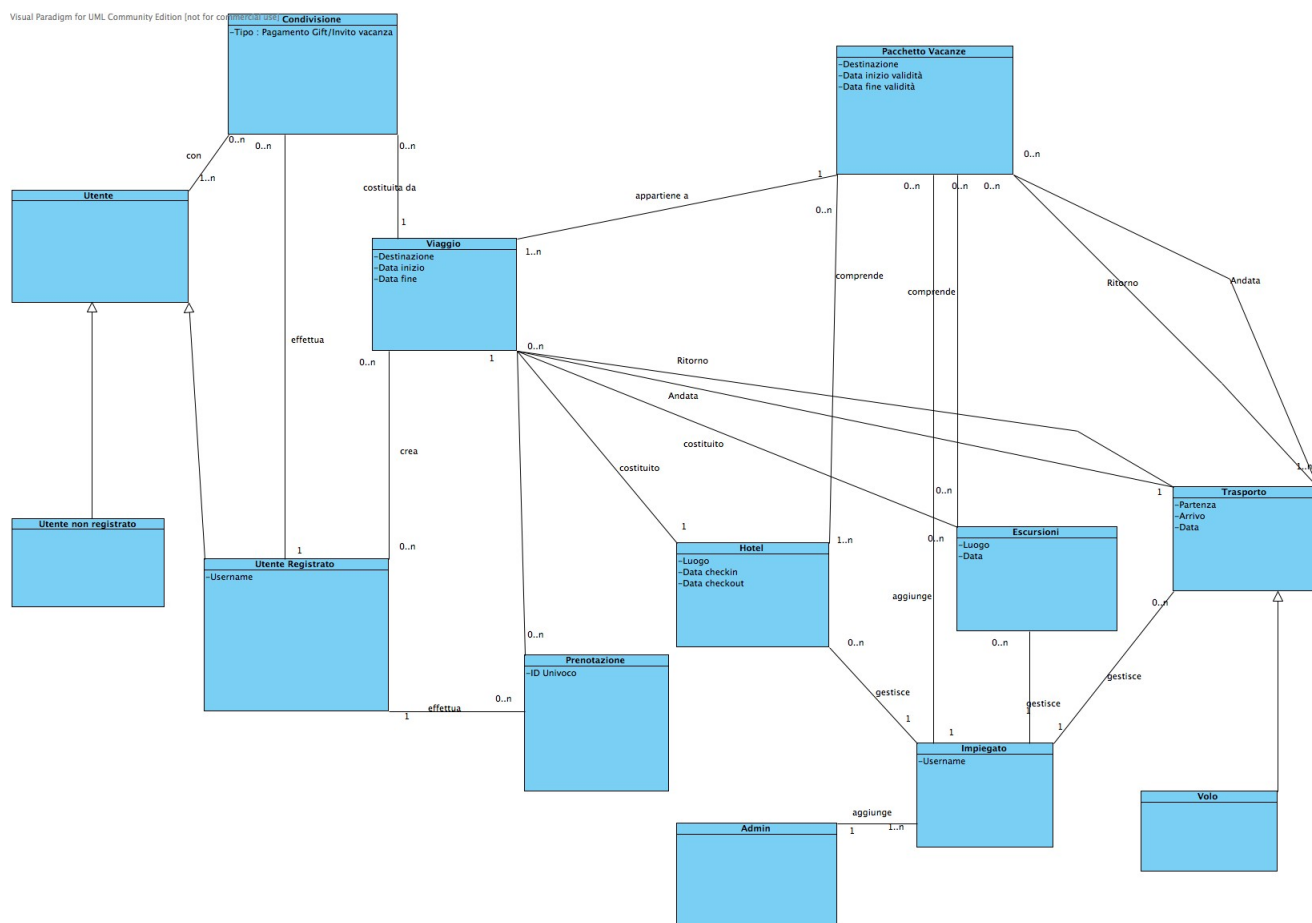 Visual Paradigm for UML Community Edition [not for commercial use]
Condivisione
-Tipo : Pagamento Gift/Invito vacanza
Pacchetto Vacanze
-Destinazione
-Data inizio validità
-Data fine validità
0..n
0..n
0..n
con
0..n
1..n
1
0..n
0..n
0..n
Utente
costituita da
appartiene a
0..n
1
Viaggio
-Destinazione
-Data inizio
-Data fine
1..n
comprende
comprende
Ritorno
Andata
effettua
0..n
1
0..n
Ritorno
Andata
crea
costituito
costituito
1..n
0..n
1
Trasporto
-Partenza
-Arrivo
-Data
Utente non registrato
1
0..n
1
1..n
0..n
Escursioni
-Luogo
-Data
Hotel
-Luogo
-Data checkin
-Data checkout
Utente Registrato
-Username
aggiunge
0..n
0..n
0..n
0..n
Prenotazione
-ID Univoco
0..n
1
effettua
gestisce
gestisce
gestisce
1
1
1
1
Impiegato
-Username
Volo
aggiunge
1
1..n
Admin